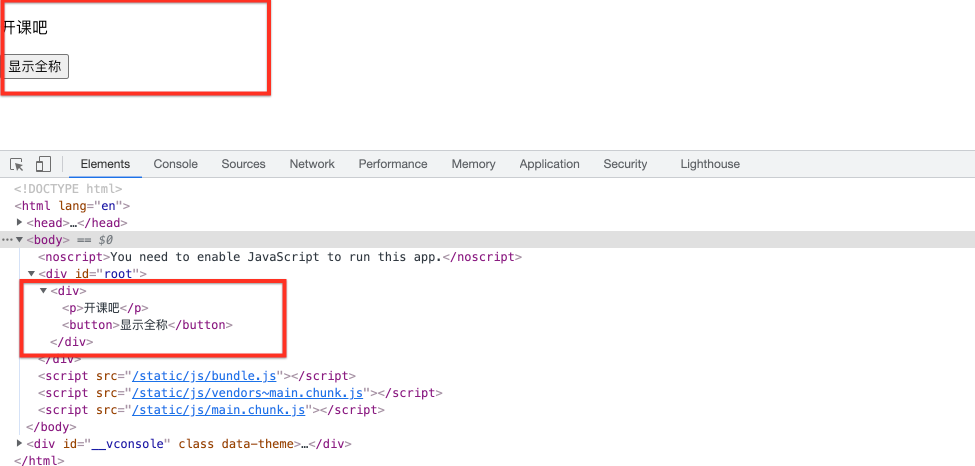 开课吧
显示全称
Elements Console Sources Network Performance Memory Application Security Lighthouse
<!DOCTYPE html>
<html lang="en">
<head>…</head>
<body> == $0
<noscript>You need to enable JavaScript to run this app.</noscript>
<div id="root">
<div>
<p>开课吧</p>
<button>显示全称</button>
</div>
</div>
<script src="/static/js/bundle.js"></script>
<script src="/static/js/vendors~main.chunk.js"></script>
<script src="/static/js/main.chunk.js"></script>
</body>
<div id="__vconsole" class data-theme>…</div>
</html>